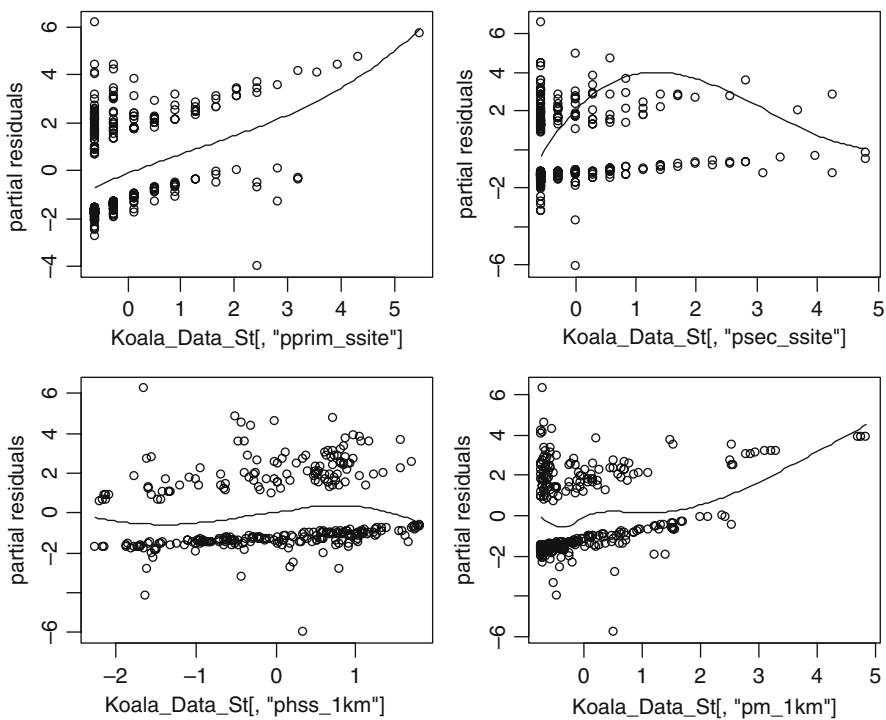 partial residuals
6
4
2
0
−2
−4
0 1 2 3 4 5
Koala_Data_St[, "pprim_ssite"]
partial residuals
6
2
−2
−6
0 1 2 3 4 5
Koala_Data_St[, "psec_ssite"]
partial residuals
6
4
2
0
−2
−6
−2 −1 0 1
Koala_Data_St[, "phss_1km"]
partial residuals
6
4
2
0
−2
−6
0 1 2 3 4 5
Koala_Data_St[, "pm_1km"]